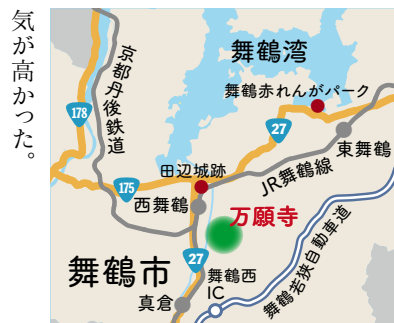 気が高かった。
舞鶴湾
京都丹後鉄道
舞鶴赤れんがパーク
178
27
東舞鶴
田辺城跡
JR舞鶴線
175
西舞鶴
万願寺
27
舞鶴若狭自動車道
舞鶴市
舞鶴西
IC
真倉